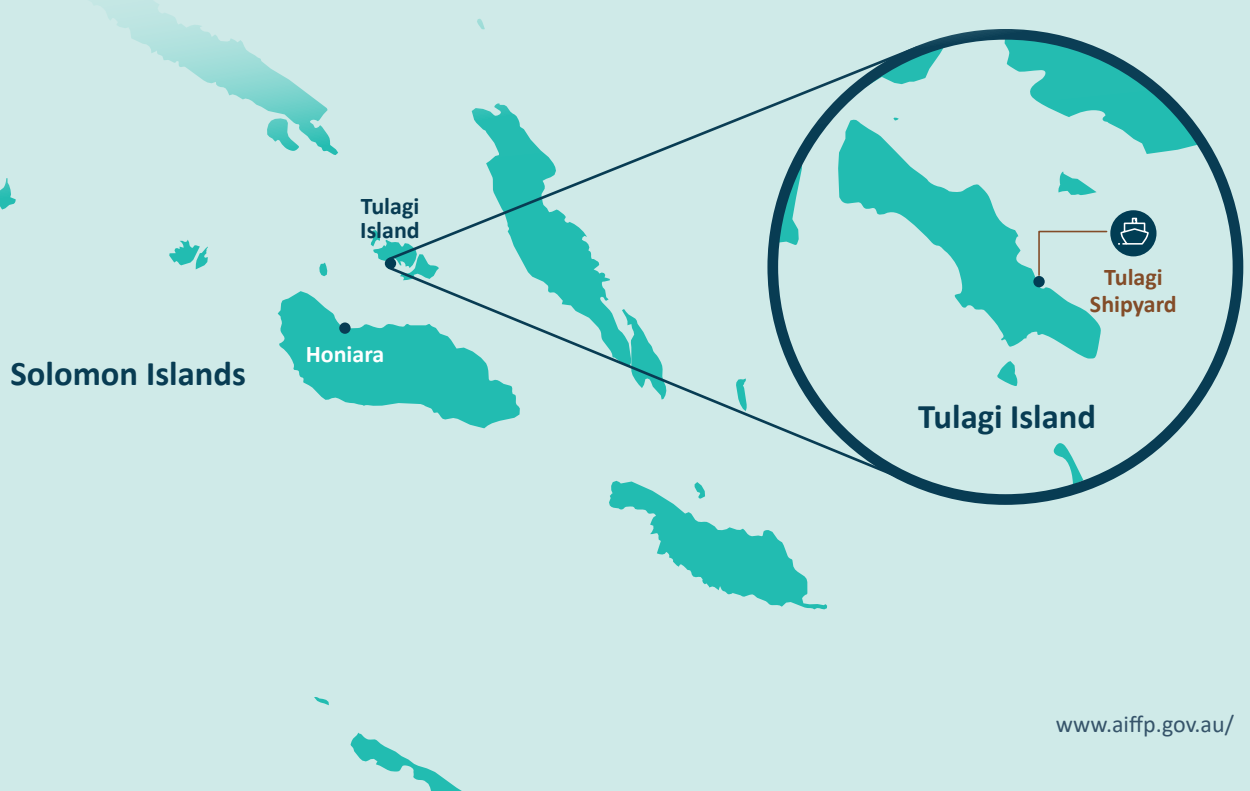 Tulagi
Island
Honiara
Solomon Islands
Tulagi
Shipyard
Tulagi Island
www.aiffp.gov.au/